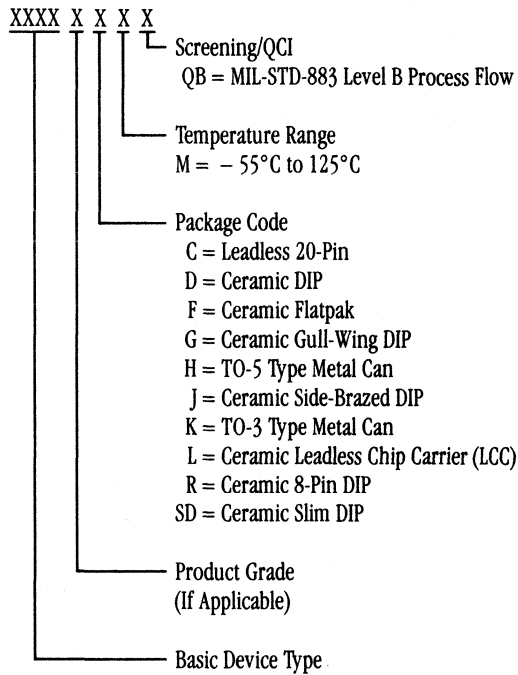 XXXX X X X X
Screening/QCI
QB = MIL-STD-883 Level B Process Flow
Temperature Range
M = – 55°C to 125°C
Package Code
C = Leadless 20-Pin
D = Ceramic DIP
F = Ceramic Flatpak
G = Ceramic Gull-Wing DIP
H = TO-5 Type Metal Can
J = Ceramic Side-Brazed DIP
K = TO-3 Type Metal Can
L = Ceramic Leadless Chip Carrier (LCC)
R = Ceramic 8-Pin DIP
SD = Ceramic Slim DIP
Product Grade
(If Applicable)
Basic Device Type